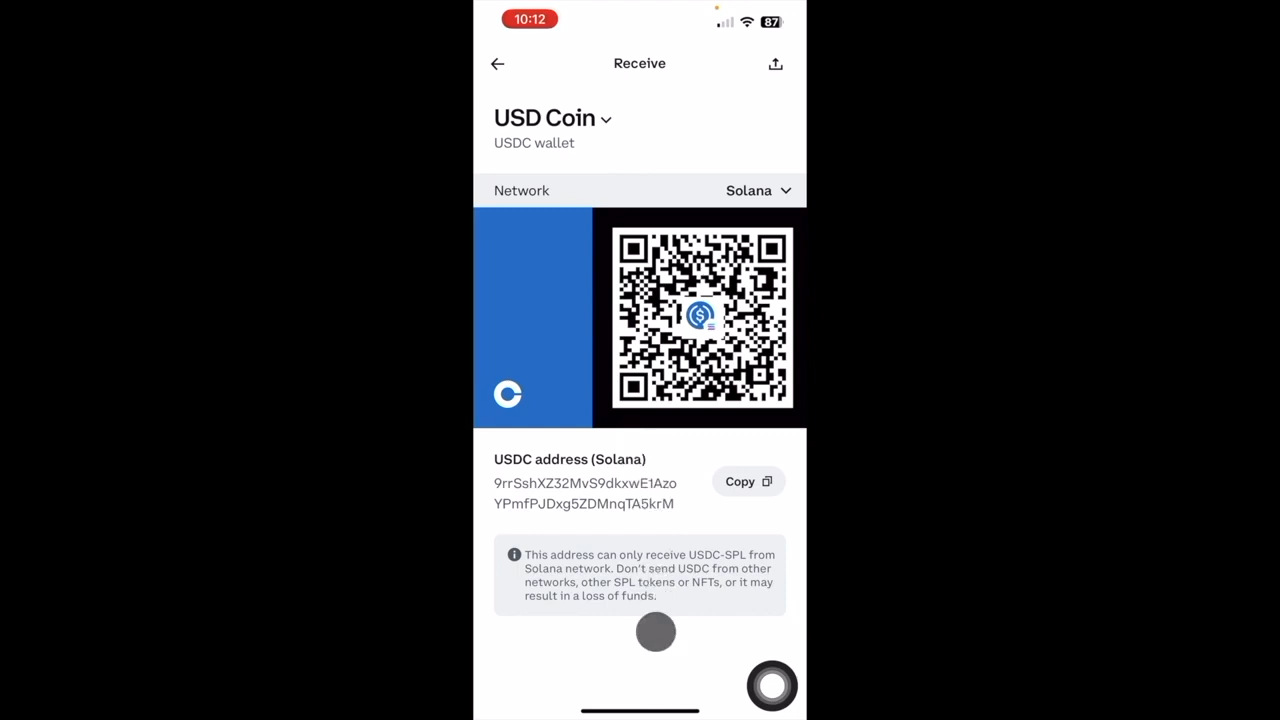 10:12
87
Receive
USD Coin
USDC wallet
Network
Solana
USDC address (Solana)
9rrSshXZ32MvS9dkxwE1Azo
YPmfPJDxg5ZDMnqTA5krM
Copy
This address can only receive USDC-SPL from
Solana network. Don't send USDC from other
networks, other SPL tokens or NFTs, or it may
result in a loss of funds.